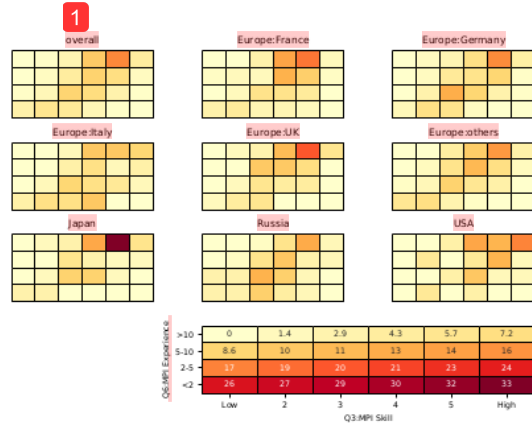 1
overall
Europe:France
Europe:Germany
Europe:Italy
Europe:UK
Europe:others
Japan
Russia
USA
Q6:MPI Experience
>10 0 1.4 2.9 4.3 5.7 7.2
5-10 8.6 10 11 13 14 16
2-5 17 19 20 21 23 24
<2 26 27 29 30 32 33
Low 2 3 4 5 High
Q3:MPI Skill